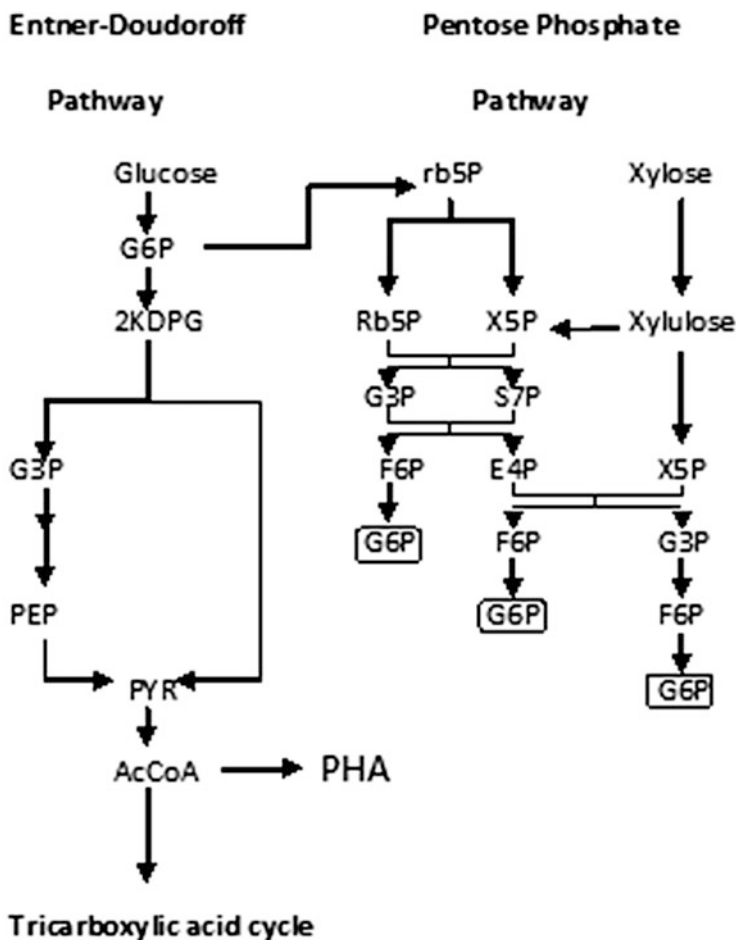 Entner-Doudoroff Pentose Phosphate
Pathway Pathway
Glucose rb5P Xylose
G6P
2KDPG Rb5P X5P Xylulose
G3P S7P
G3P F6P E4P X5P
G6P F6P G3P
PEP G6P F6P
PYR G6P
AcCoA PHA
Tricarboxylic acid cycle